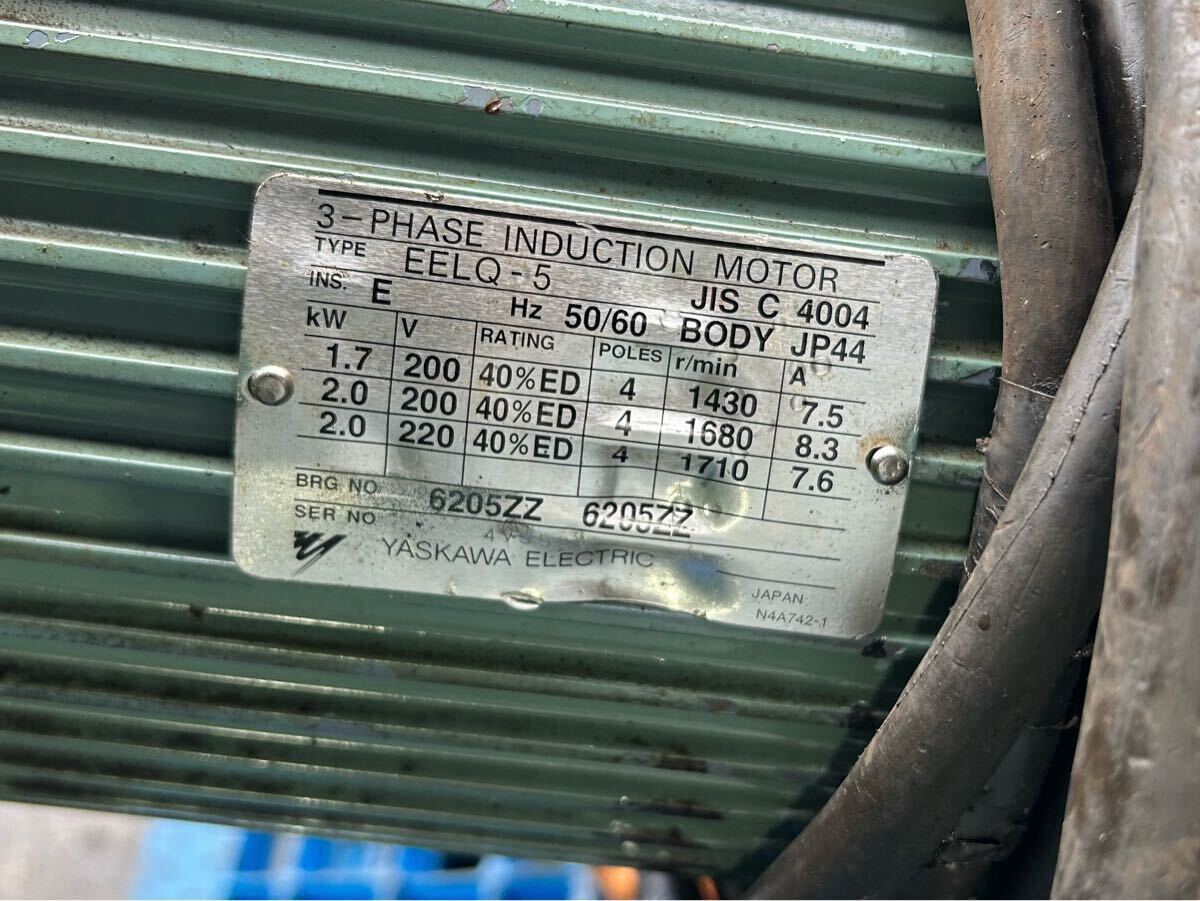 3-PHASE INDUCTION MOTOR
TYPE EELQ-5 JIS C 4004
INS. E Hz 50/60 BODY JP44
kW V RATING POLES r/min A
1.7 200 40%ED 4 1430 7.5
2.0 200 40%ED 4 1680 8.3
2.0 220 40%ED 4 1710 7.6
BRG NO 6205ZZ 6205ZZ
SER NO
YASKAWA ELECTRIC
JAPAN
N4A742-1